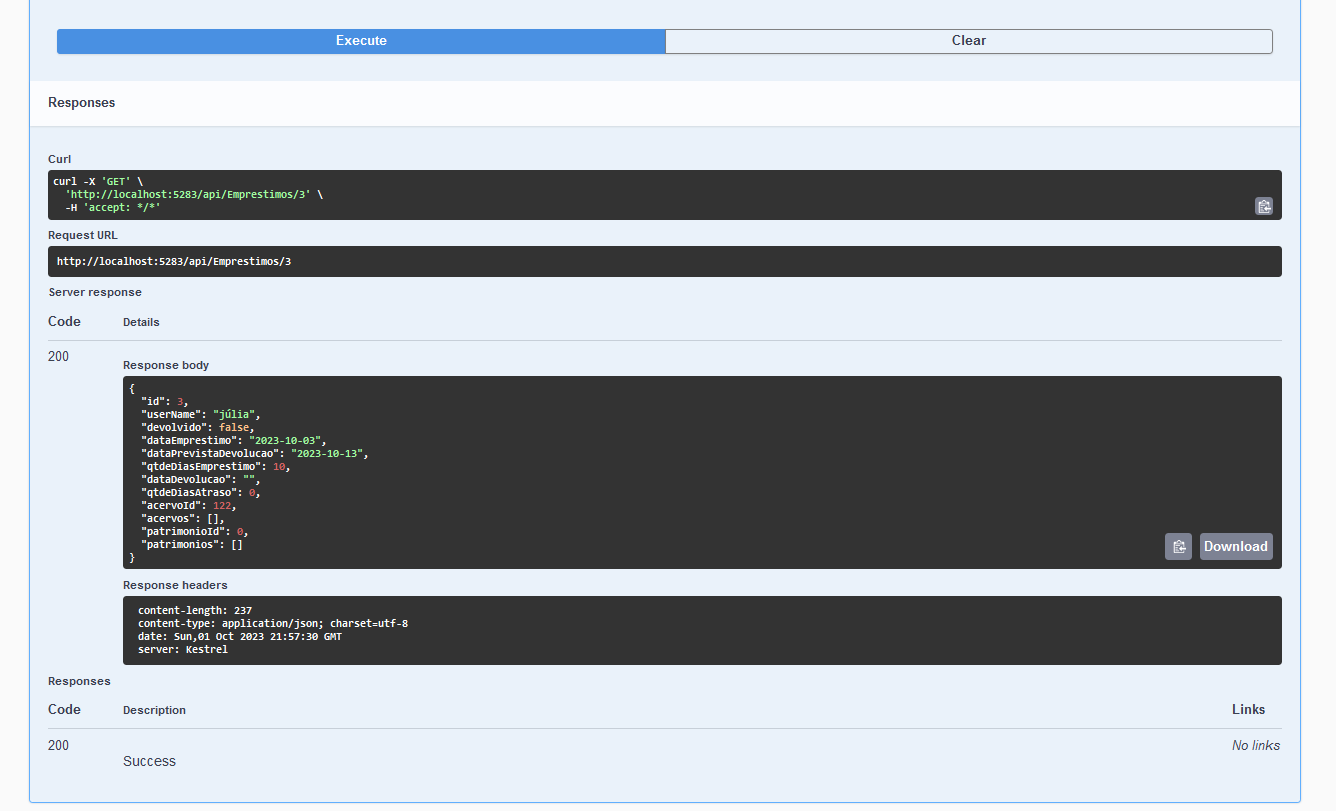 Execute
Clear
Responses
Curl
curl -X 'GET' \
  'http://localhost:5283/api/Emprestimos/3' \
  -H 'accept: */*'
Request URL
http://localhost:5283/api/Emprestimos/3
Server response
Code Details
200
Response body
{
  "id": 3,
  "userName": "júlia",
  "devolvido": false,
  "dataEmprestimo": "2023-10-03",
  "dataPrevistaDevolucao": "2023-10-13",
  "qtdeDiasEmprestimo": 10,
  "dataDevolucao": "",
  "qtdeDiasAtraso": 0,
  "acervoId": 122,
  "acervos": [],
  "patrimonioId": 0,
  "patrimonios": []
}
Download
Response headers
content-length: 237
content-type: application/json; charset=utf-8
date: Sun,01 Oct 2023 21:57:30 GMT
server: Kestrel
Responses
Code Description Links
200 No links
Success